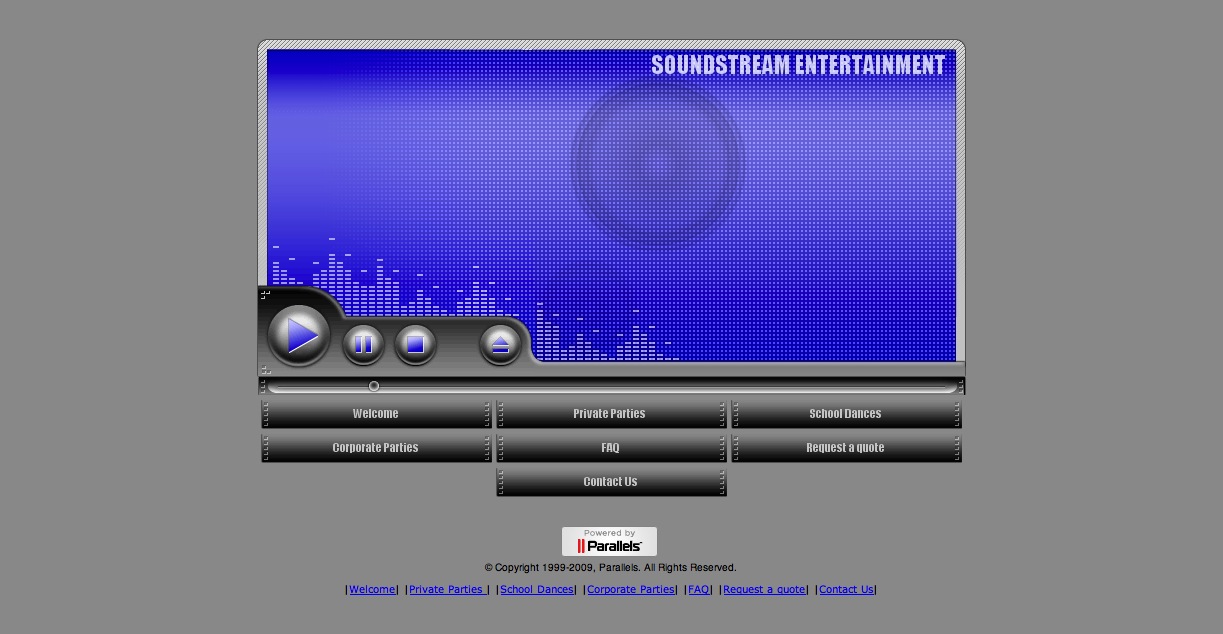 SOUNDSTREAM ENTERTAINMENT
Welcome Private Parties School Dances
Corporate Parties FAQ Request a quote
Contact Us
Powered by
Parallels™
© Copyright 1999-2009, Parallels. All Rights Reserved.
|Welcome| |Private Parties | |School Dances| |Corporate Parties| |FAQ| |Request a quote| |Contact Us|